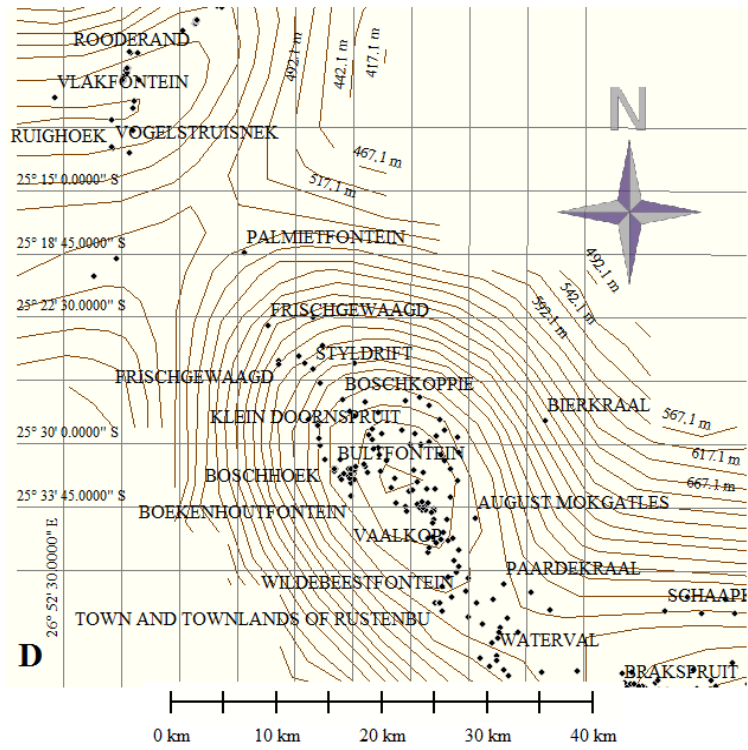 ROODERAND
492.1 m
442.1 m
417.1 m
VLAKFONTEIN
N
RUIGHOEK
VOGELSTRUISNEK
467.1 m
25° 15' 0.0000" S
517.1 m
25° 18' 45.0000" S
PALMIETFONTEIN
492.1 m
542.1 m
592.1 m
25° 22' 30.0000" S
FRISCHGEWAAGD
STYLDRIFT
FRISCHGEWAAGD
BOSCHKOPPIE
BIERKRAAL
KLEIN DOORNSPRUIT
567.1 m
25° 30' 0.0000" S
617.1 m
BULTFONTEIN
BOSCHHOEK
667.1 m
25° 33' 45.0000" S
AUGUST MOKGATLES
BOEKENHOUTFONTEIN
VAALKOP
26° 52' 30.0000" E
PAARDEKRAAL
WILDEBEESTFONTEIN
SCHAAPE
TOWN AND TOWNLANDS OF RUSTENBU
WATERVAL
D
BRAKSPRUIT
0 km 10 km 20 km 30 km 40 km